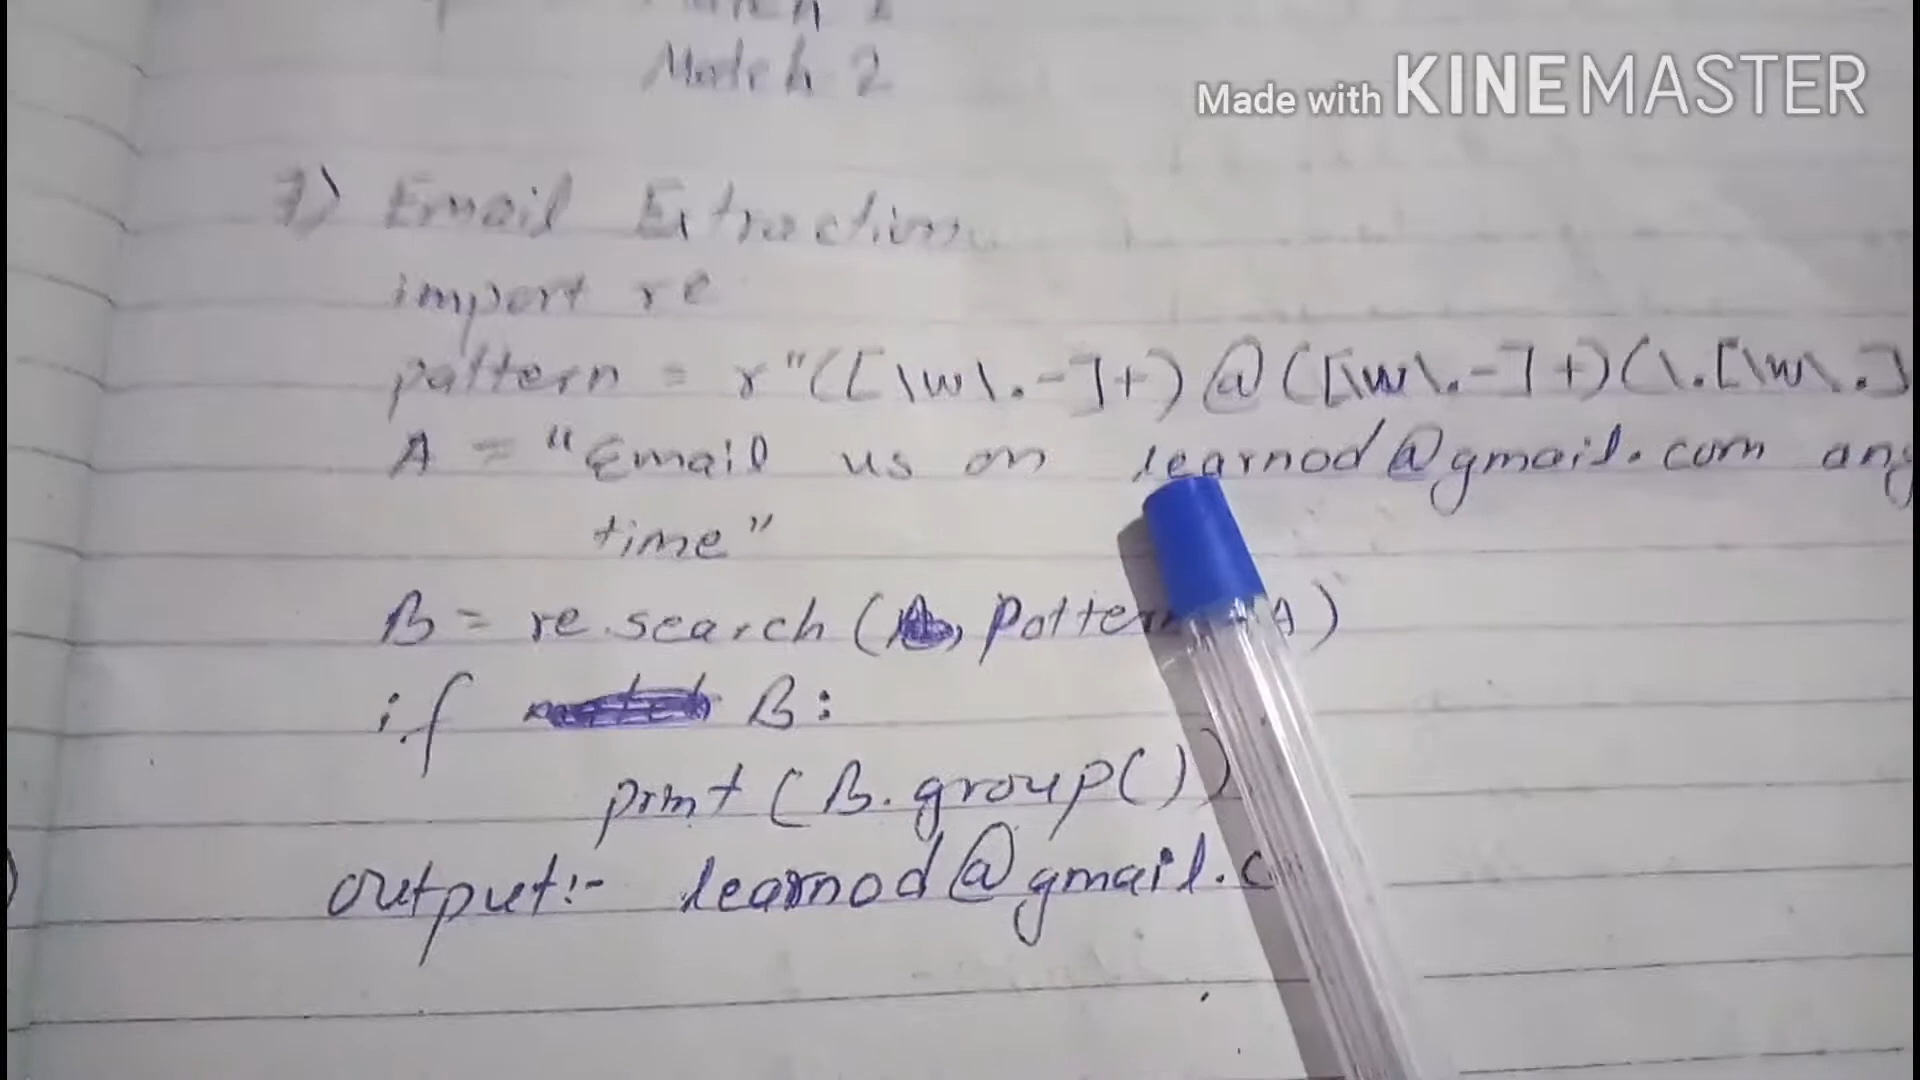 Match 2
Made with KINEMASTER
7) Email Extraction
import re
pattern = r"([\w\.-]+)@([\w\.-]+)(\.[\w\.]
A = "Email us on learnod@gmail.com any
time"
B = re.search( Pattern A)
if B:
print (B.group())
output:- learnod@gmail.c